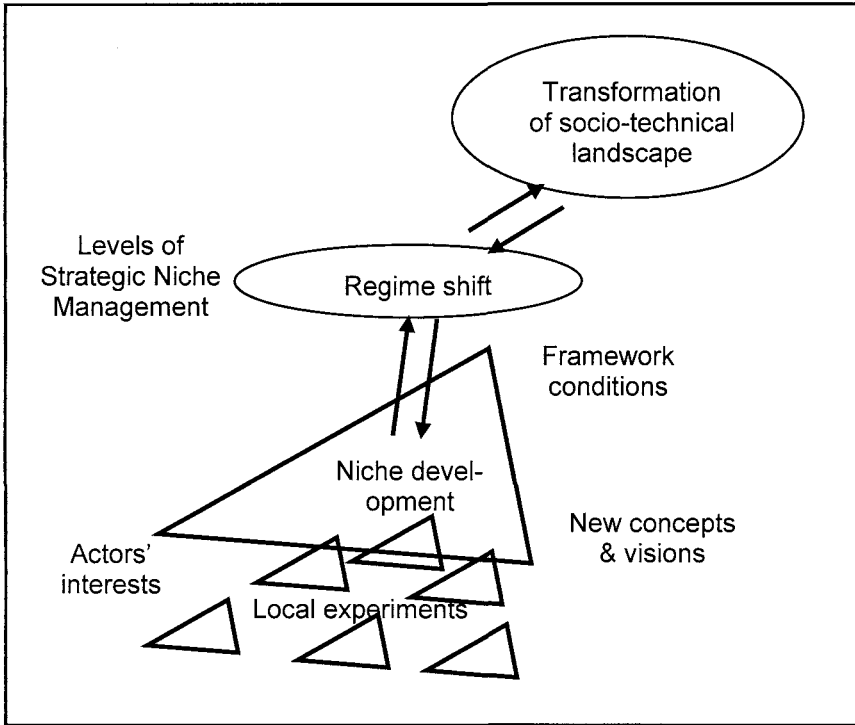 Transformation
of socio-technical
landscape
Levels of
Strategic Niche
Management
Regime shift
Framework
conditions
Niche devel-
opment
New concepts
& visions
Actors'
interests
Local experiments